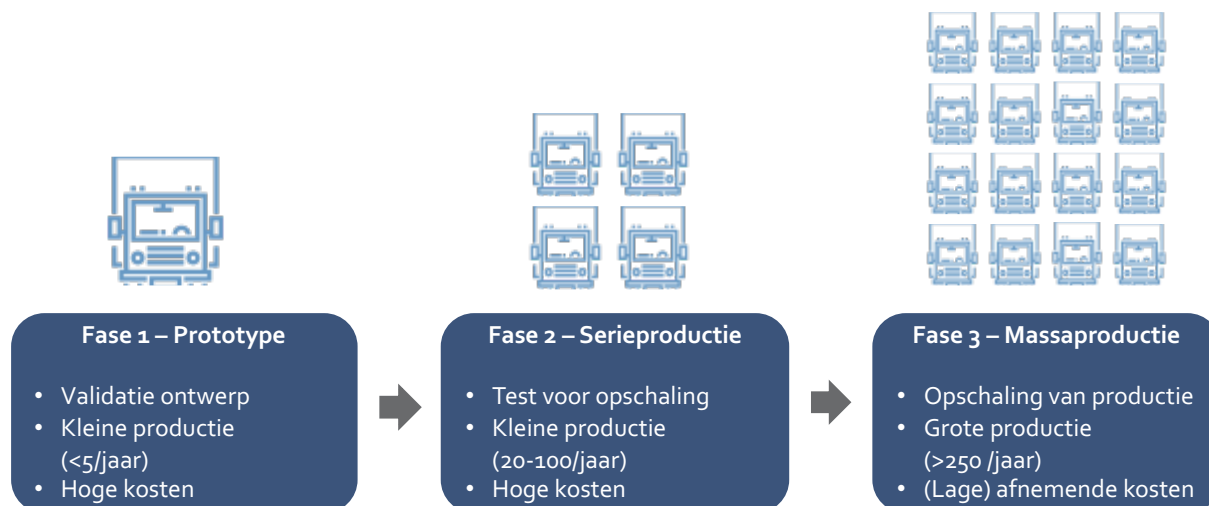 Fase 1 – Prototype
• Validatie ontwerp
• Kleine productie
(<5/jaar)
• Hoge kosten
Fase 2 – Serieproductie
• Test voor opschaling
• Kleine productie
(20-100/jaar)
• Hoge kosten
Fase 3 – Massaproductie
• Opschaling van productie
• Grote productie
(>250 /jaar)
• (Lage) afnemende kosten